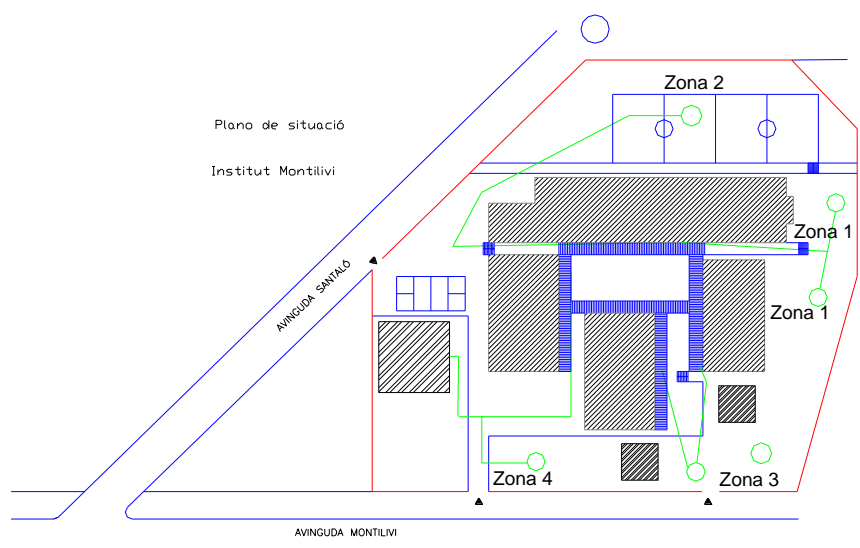 Zona 2
Plano de situació
Institut Montilivi
Zona 1
AVINGUDA SANTALÓ
Zona 1
Zona 4
Zona 3
AVINGUDA MONTILIVI